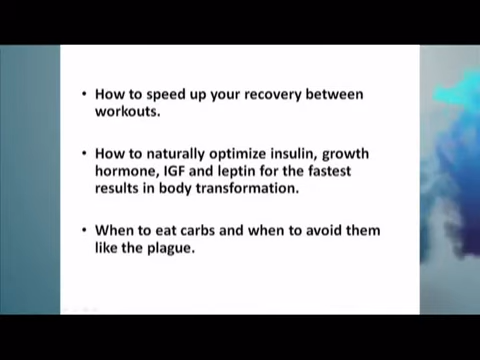 • How to speed up your recovery between
workouts.
• How to naturally optimize insulin, growth
hormone, IGF and leptin for the fastest
results in body transformation.
• When to eat carbs and when to avoid them
like the plague.